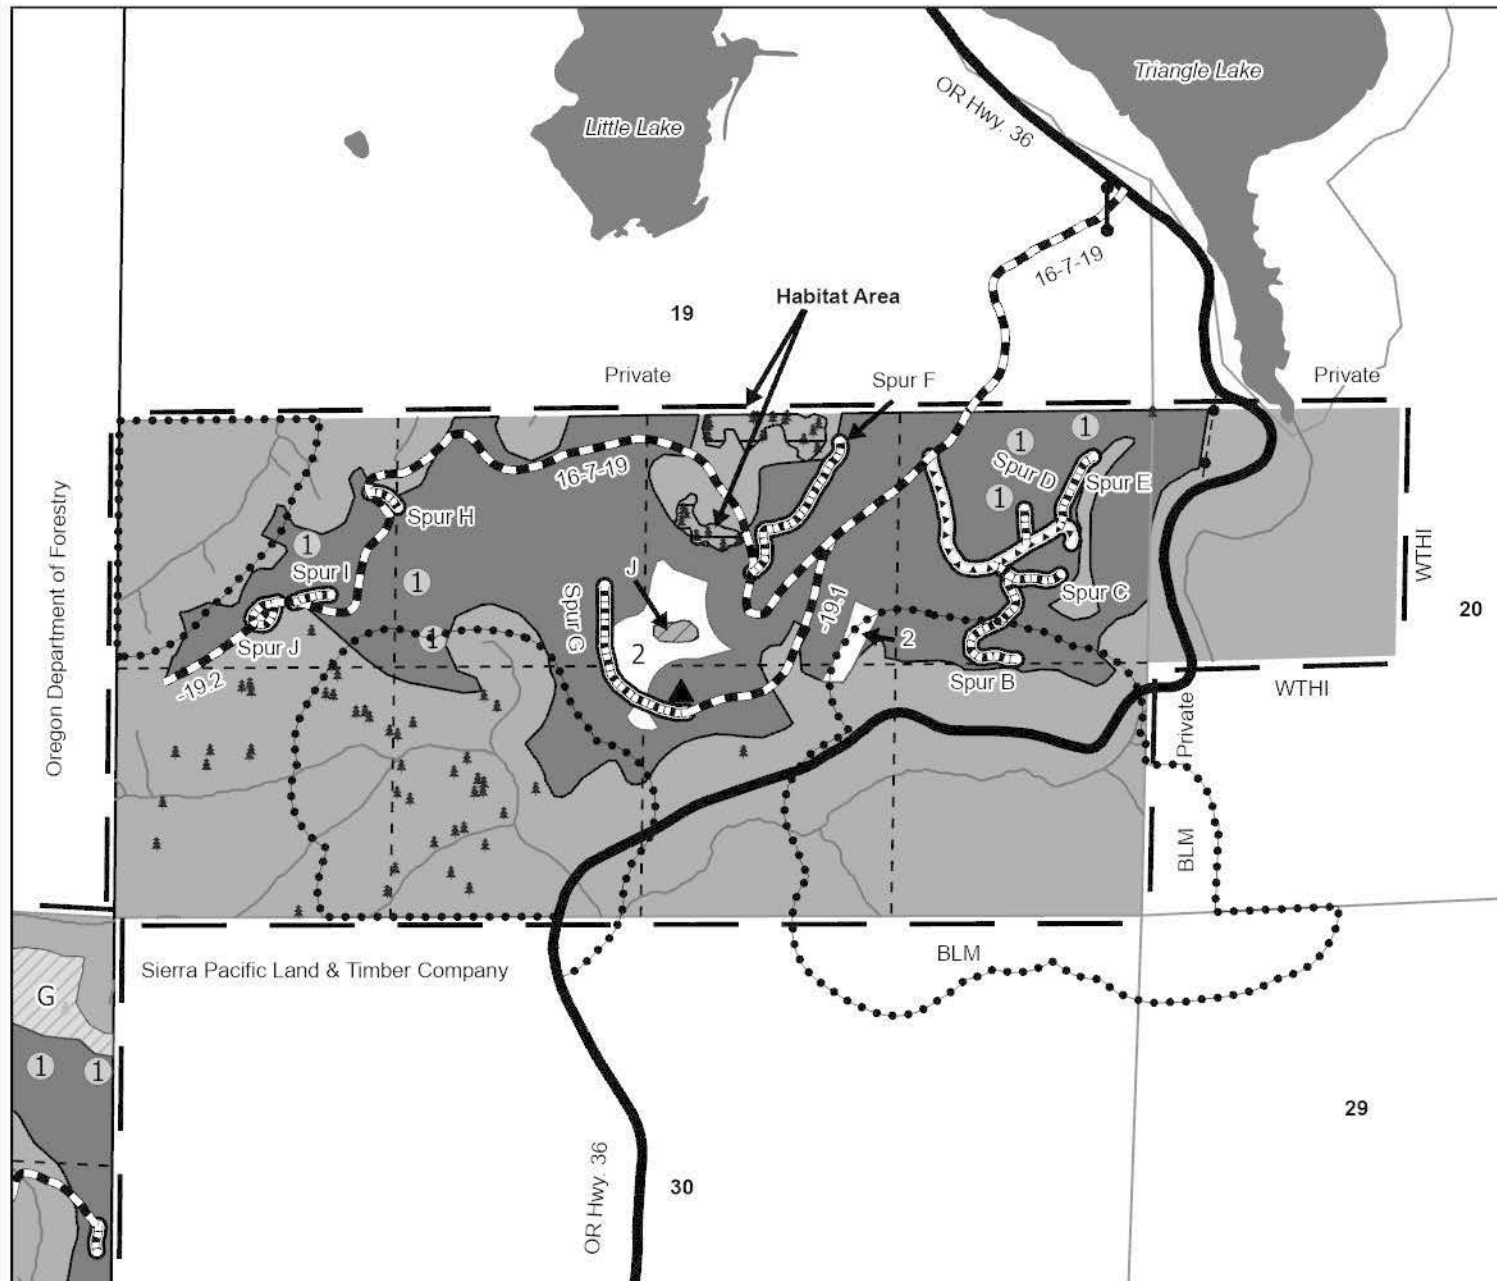 Triangle Lake
OR Hwy. 36
Little Lake
16-7-19
Habitat Area
19
Private
Spur F
Private
1
1
Spur D
Spur E
1
16-7-19
Spur H
Oregon Department of Forestry
1
Spur I
1
J
Spur G
-19.1
Spur C
WTHI
20
1
Spur J
2
2
-19.2
Spur B
WTHI
Private
BLM
Sierra Pacific Land & Timber Company
BLM
G
1
1
29
OR Hwy. 36
30